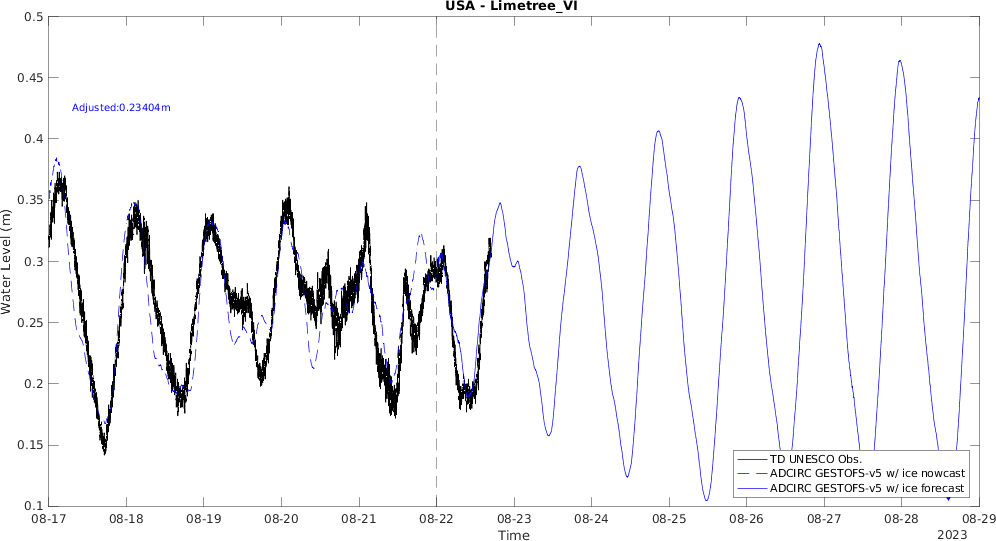 USA - Limetree_VI
0.5
0.45
0.4
0.35
0.3
0.25
0.2
0.15
0.1
Water Level (m)
Adjusted:0.23404m
TD UNESCO Obs.
ADCIRC GESTOFS-v5 w/ ice nowcast
ADCIRC GESTOFS-v5 w/ ice forecast
08-17 08-18 08-19 08-20 08-21 08-22 08-23 08-24 08-25 08-26 08-27 08-28 08-29
Time
2023